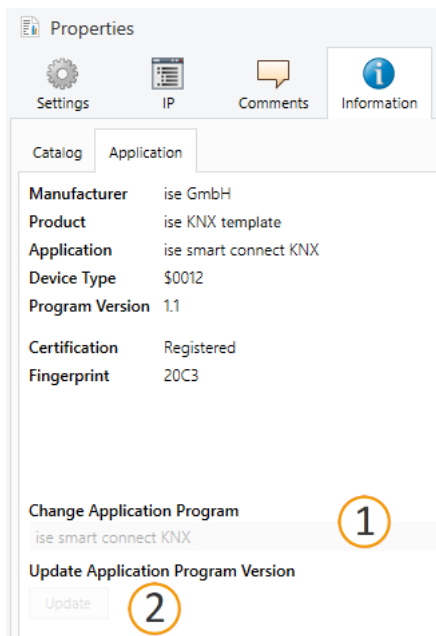 Properties
Settings IP Comments Information
Catalog Application
Manufacturer ise GmbH
Product ise KNX template
Application ise smart connect KNX
Device Type $0012
Program Version 1.1
Certification Registered
Fingerprint 20C3
Change Application Program
1
ise smart connect KNX
Update Application Program Version
Update
2